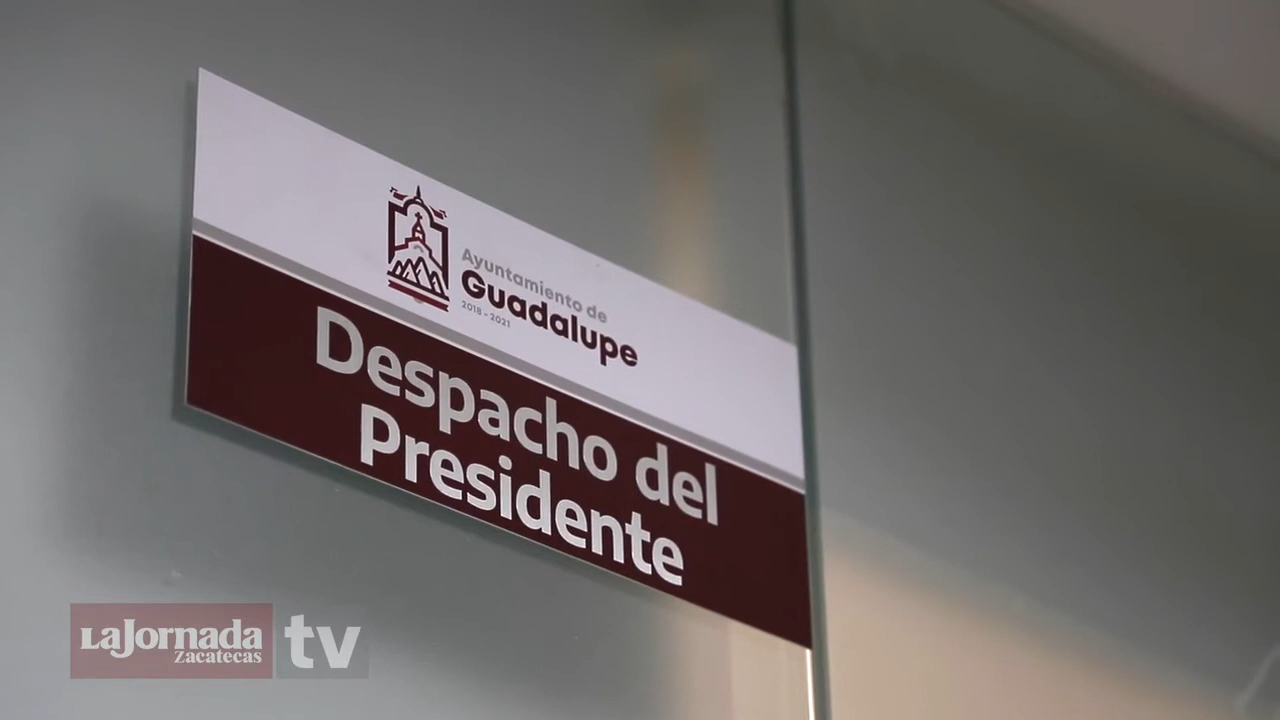 Ayuntamiento de
Guadalupe
2018 - 2021
Despacho del
Presidente
LaJornada
Zacatecas
tv